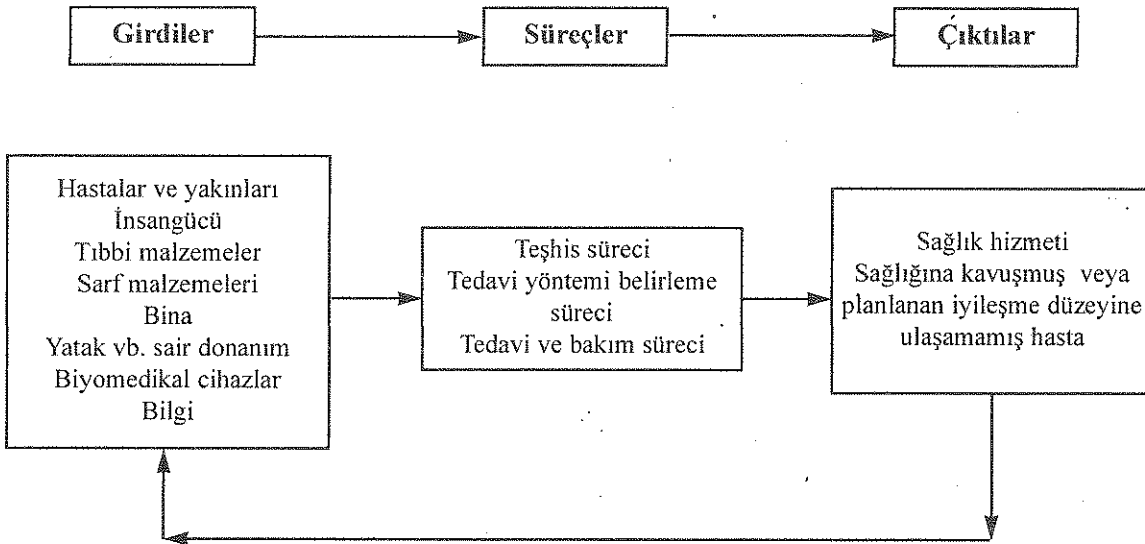 Girdiler
Süreçler
Çıktılar
Hastalar ve yakınları
İnsangücü
Tıbbi malzemeler
Sarf malzemeleri
Bina
Yatak vb. sair donanım
Biyomedikal cihazlar
Bilgi
Teşhis süreci
Tedavi yöntemi belirleme
süreci
Tedavi ve bakım süreci
Sağlık hizmeti
Sağlığına kavuşmuş veya
planlanan iyileşme düzeyine
ulaşamamış hasta